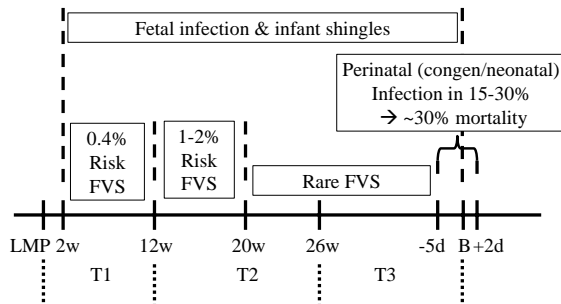 Fetal infection & infant shingles
Perinatal (congen/neonatal)
Infection in 15-30%
→ ~30% mortality
0.4%
Risk
FVS
1-2%
Risk
FVS
Rare FVS
LMP 2w 12w 20w 26w -5d B +2d
T1 T2 T3